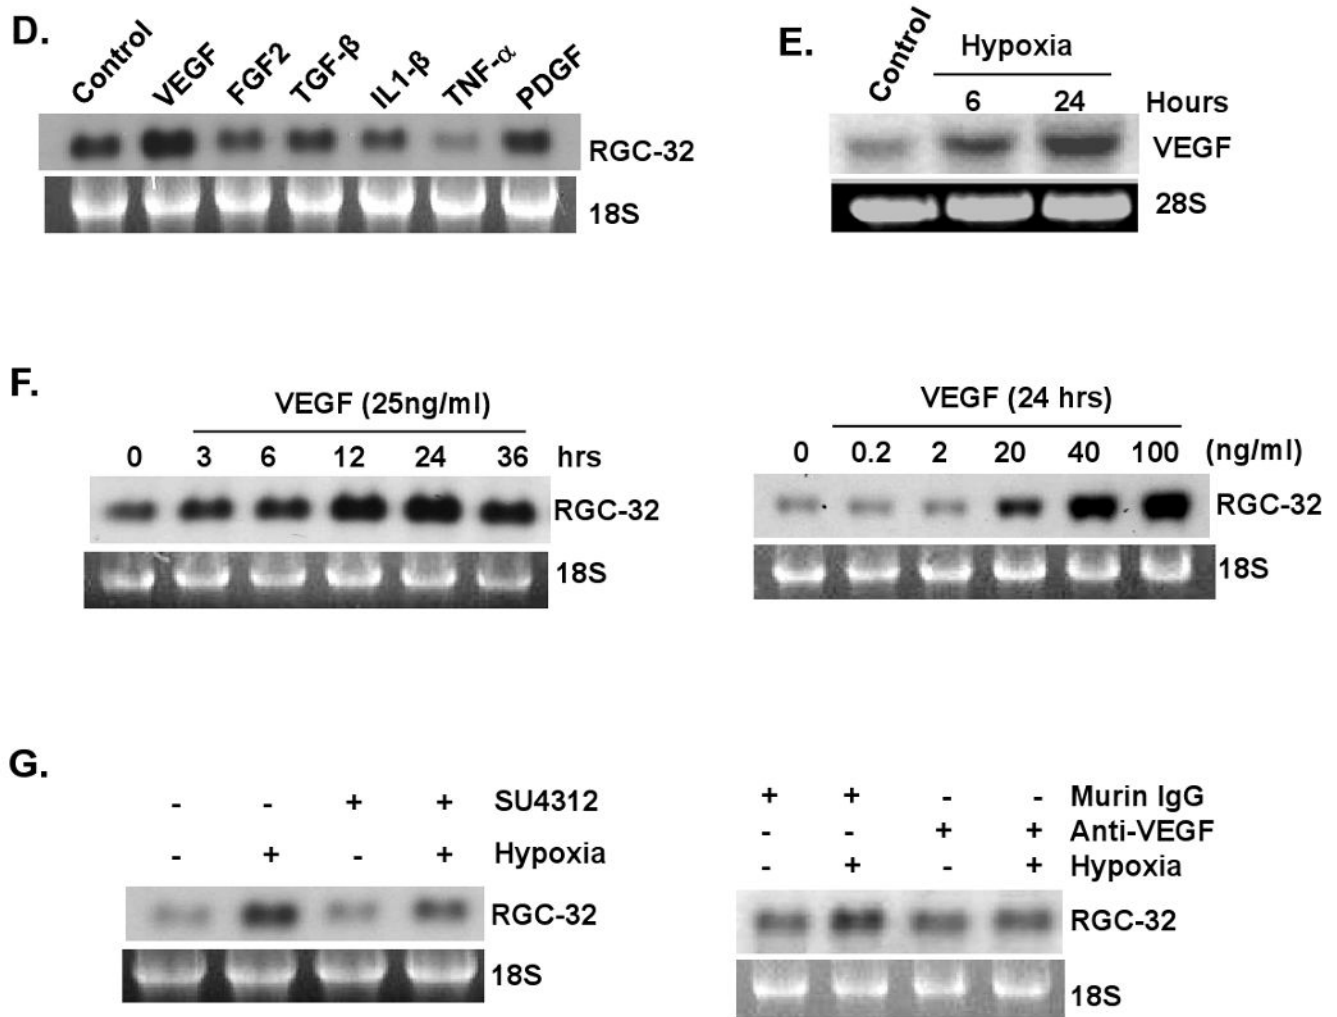 D.
Control VEGF FGF2 TGF-β IL1-β TNF-α PDGF
RGC-32
18S
E.
Control Hypoxia
6 24 Hours
VEGF
28S
F.
VEGF (25ng/ml)
0 3 6 12 24 36 hrs
RGC-32
18S
VEGF (24 hrs)
0 0.2 2 20 40 100 (ng/ml)
RGC-32
18S
G.
- - + + SU4312
- + - + Hypoxia
RGC-32
18S
+ + - - Murin IgG
- - + + Anti-VEGF
- + - + Hypoxia
RGC-32
18S